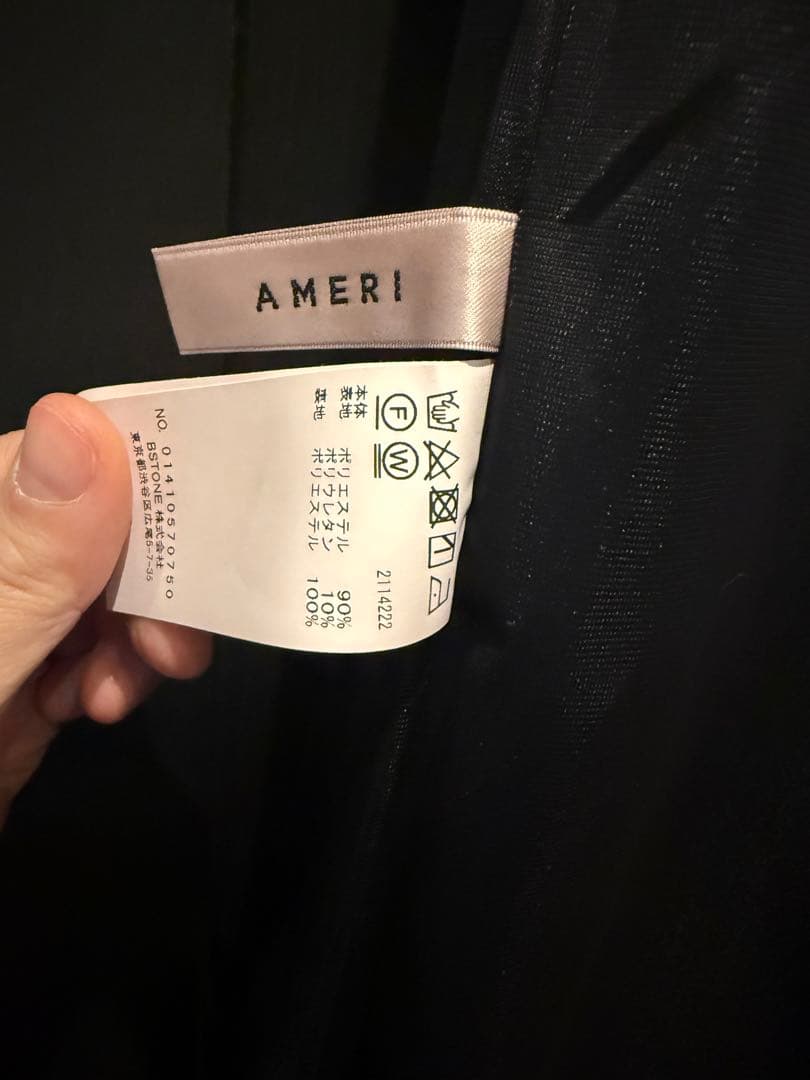 AMERI
F
W
2114222
本体表地 ポリエステル 90%
ポリウレタン 10%
裏地 ポリエステル 100%
NO. 01410570750
BSTONE 株式会社
東京都渋谷区広尾5-7-35